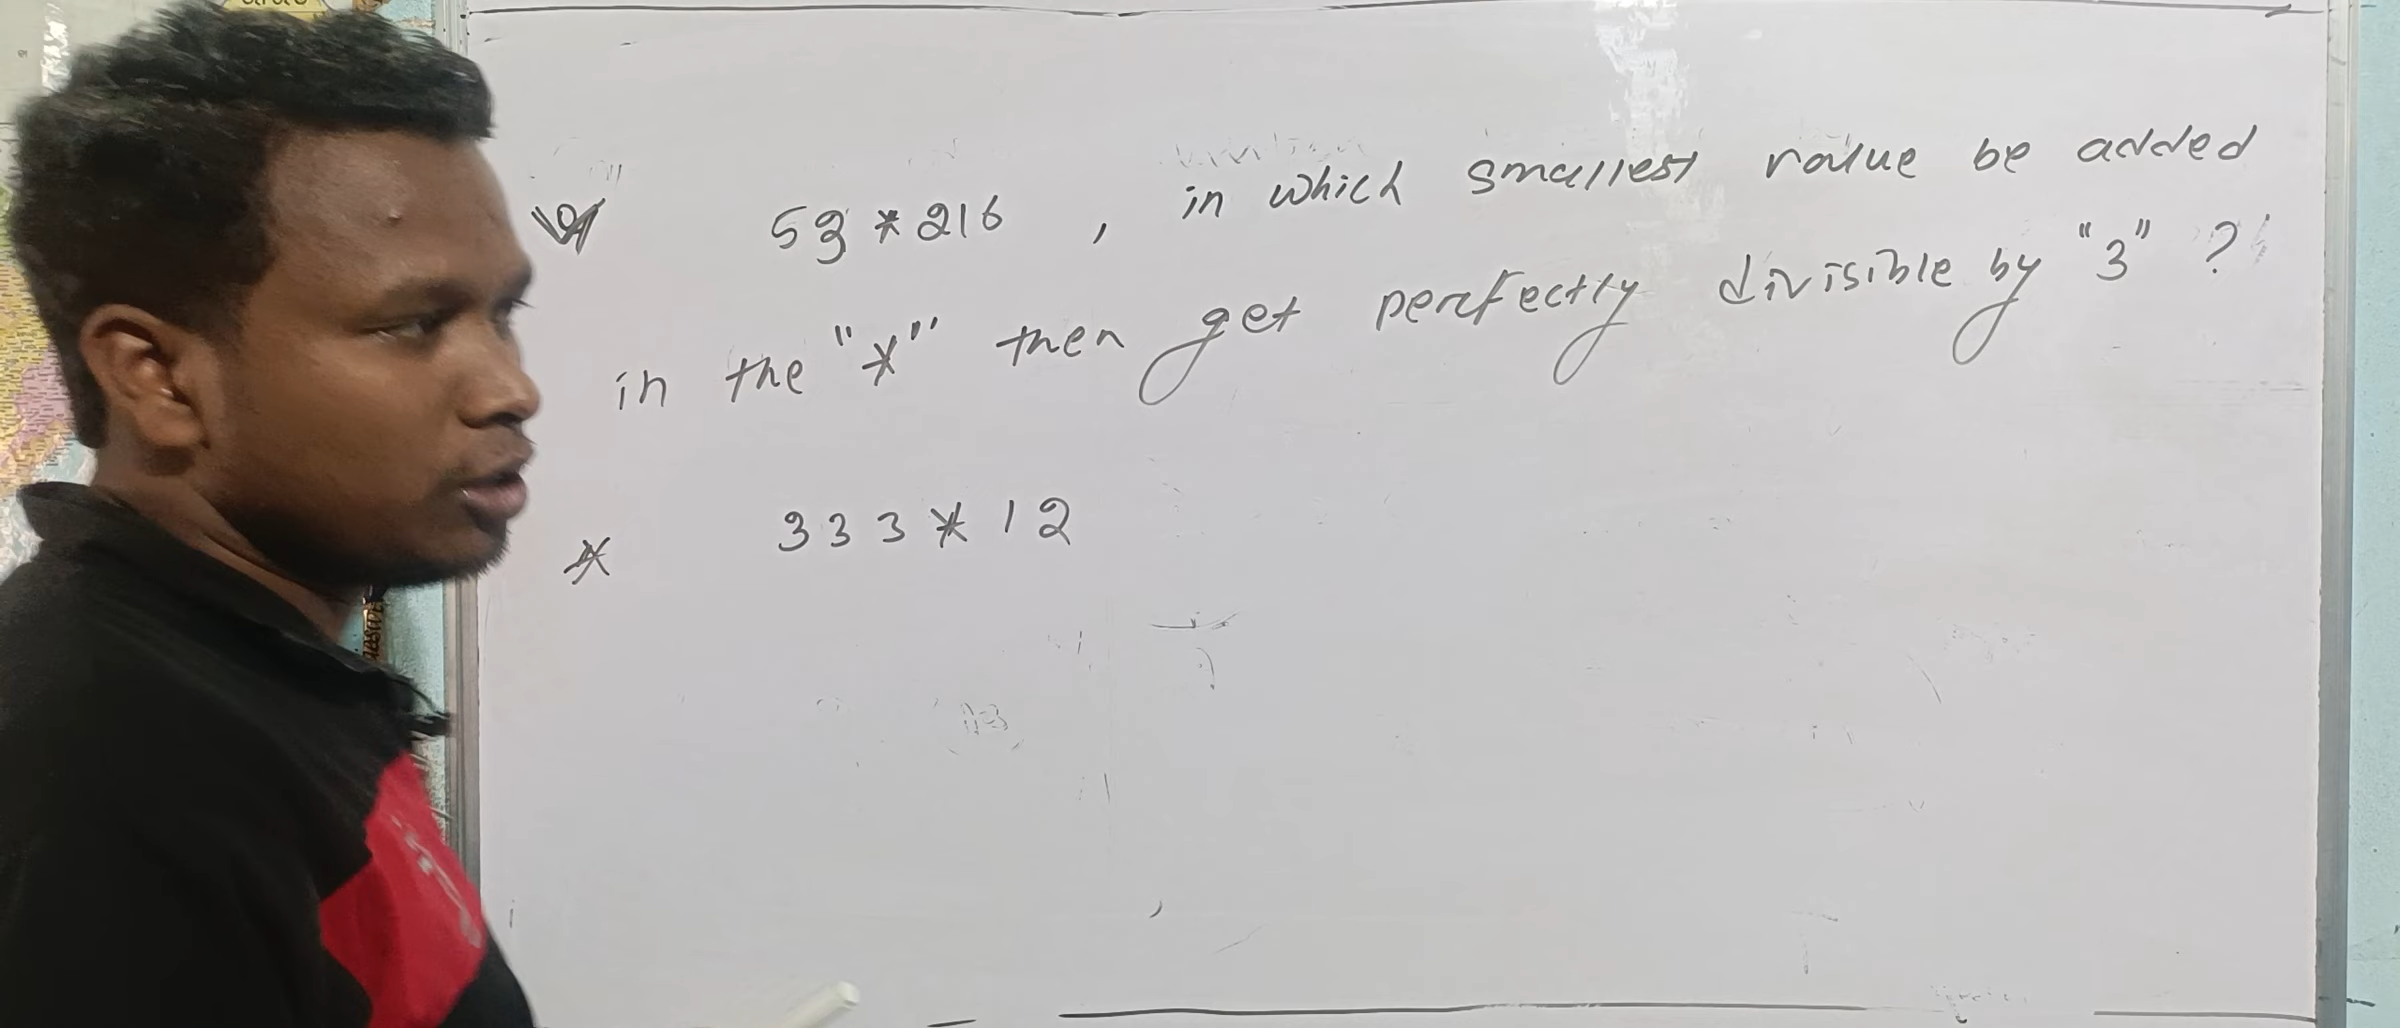 53*216 , in which smallest value be added
in the "*" then get perfectly divisible by "3" ?
* 333*12